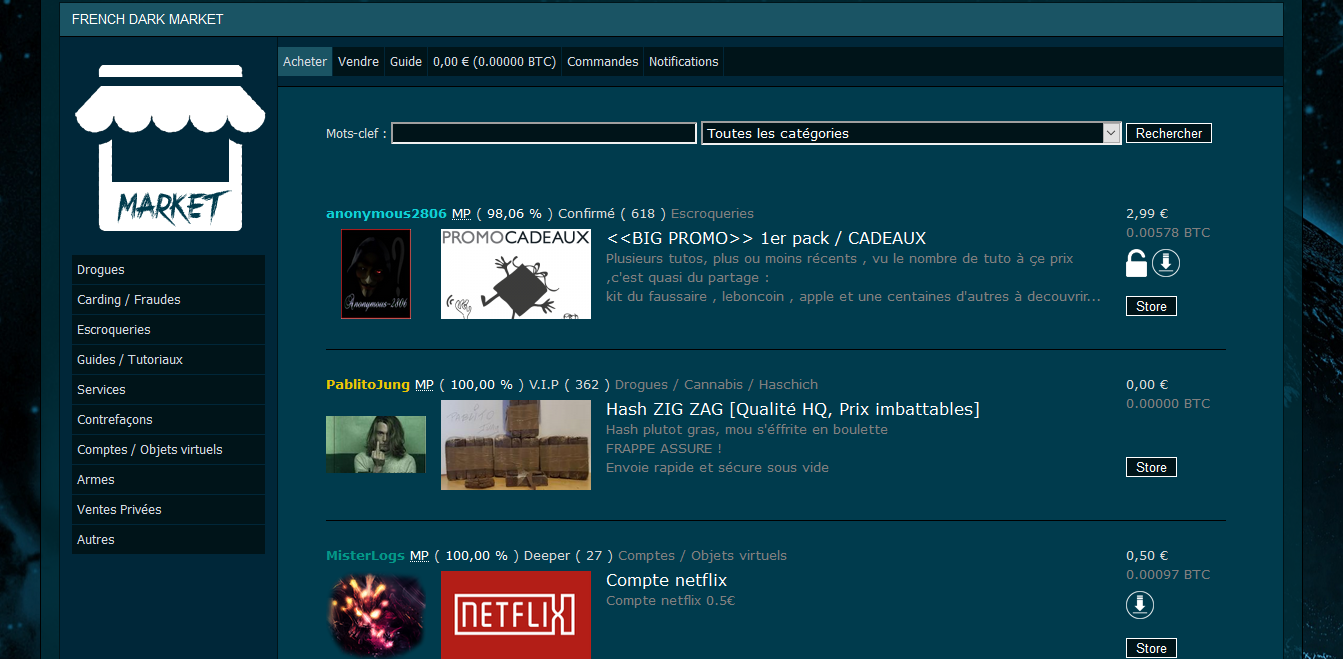 FRENCH DARK MARKET
Acheter Vendre Guide 0,00 € (0.00000 BTC) Commandes Notifications
MARKET
Drogues
Carding / Fraudes
Escroqueries
Guides / Tutoriaux
Services
Contrefaçons
Comptes / Objets virtuels
Armes
Ventes Privées
Autres
Mots-clef : Toutes les catégories Rechercher
anonymous2806 MP ( 98,06 % ) Confirmé ( 618 ) Escroqueries
2,99 €
0.00578 BTC
Anonymous-2806
PROMOCADEAUX
<<BIG PROMO>> 1er pack / CADEAUX
Plusieurs tutos, plus ou moins récents , vu le nombre de tuto à çe prix
,c'est quasi du partage :
kit du faussaire , leboncoin , apple et une centaines d'autres à decouvrir...
Store
PablitoJung MP ( 100,00 % ) V.I.P ( 362 ) Drogues / Cannabis / Haschich
0,00 €
0.00000 BTC
Hash ZIG ZAG [Qualité HQ, Prix imbattables]
Hash plutot gras, mou s'éffrite en boulette
FRAPPE ASSURE !
Envoie rapide et sécure sous vide
Store
MisterLogs MP ( 100,00 % ) Deeper ( 27 ) Comptes / Objets virtuels
0,50 €
0.00097 BTC
NETFLIX
Compte netflix
Compte netflix 0.5€
Store